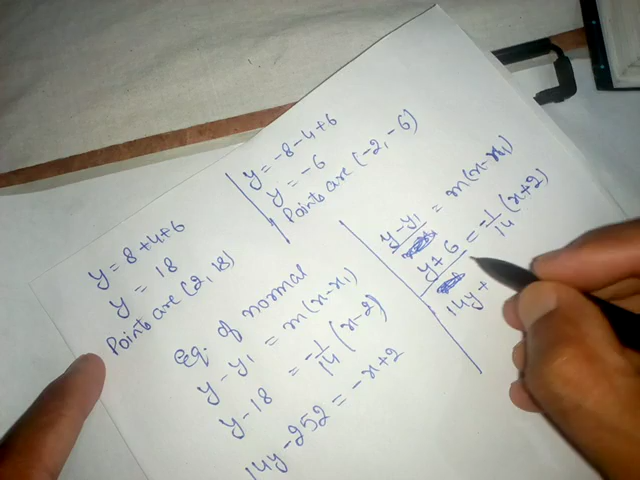 y = 8+4+6
y = 18
Points are (2, 18)
y = -8-4+6
y = -6
Points are (-2, -6)
Eq. of normal
y - y1 = m(x-x1)
y-18 = -1/14 (x-2)
14y-252 = -x+2
y-y1 = m(x-x1)
y+6 = -1/14 (x+2)
14y+